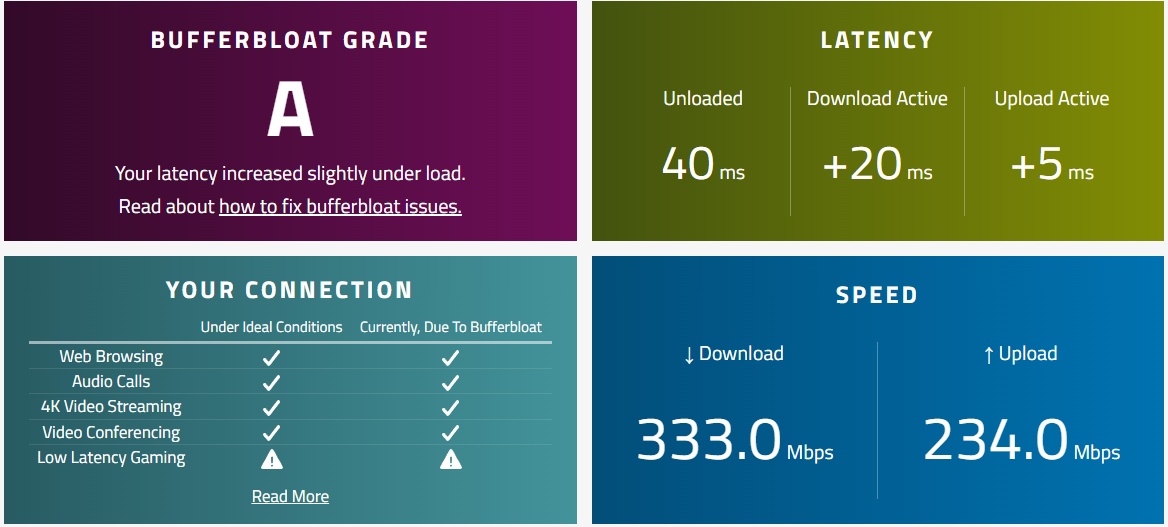 BUFFERBLOAT GRADE
A
Your latency increased slightly under load.
Read about how to fix bufferbloat issues.
LATENCY
Unloaded Download Active Upload Active
40 ms +20 ms +5 ms
YOUR CONNECTION
Under Ideal Conditions Currently, Due To Bufferbloat
Web Browsing
Audio Calls
4K Video Streaming
Video Conferencing
Low Latency Gaming
Read More
SPEED
↓ Download ↑ Upload
333.0 Mbps 234.0 Mbps